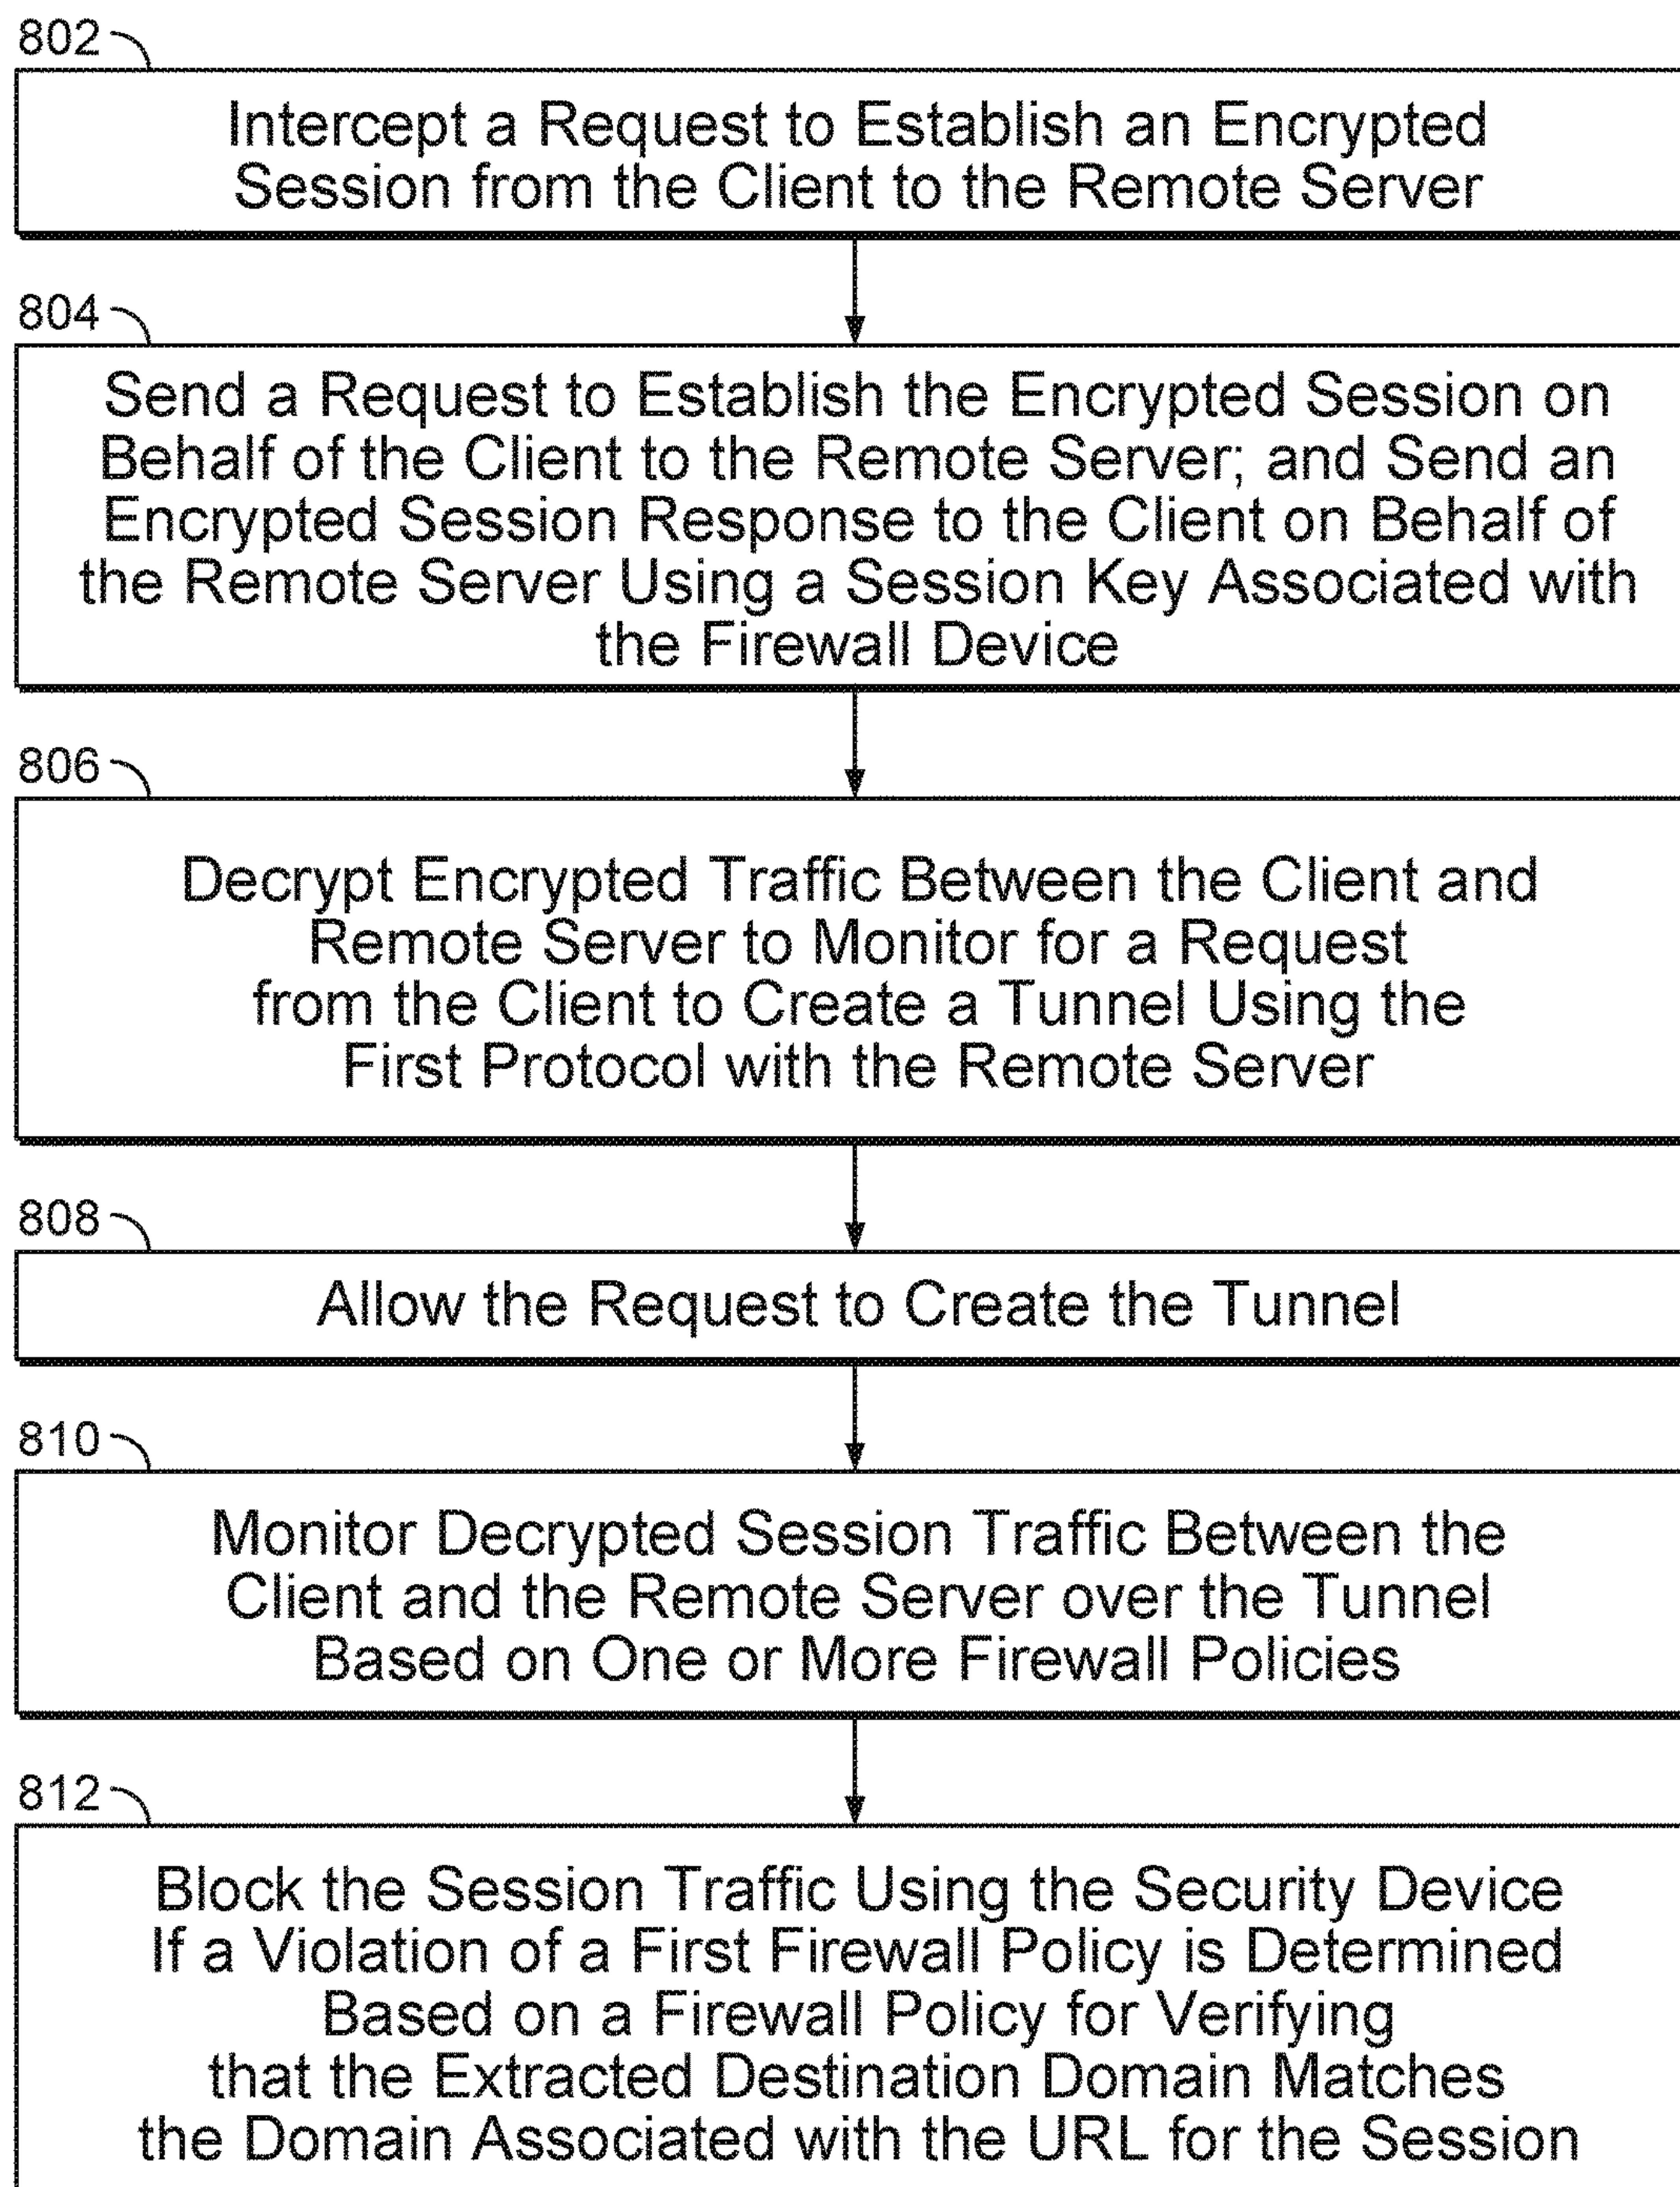 802
Intercept a Request to Establish an Encrypted
Session from the Client to the Remote Server
804
Send a Request to Establish the Encrypted Session on
Behalf of the Client to the Remote Server; and Send an
Encrypted Session Response to the Client on Behalf of
the Remote Server Using a Session Key Associated with
the Firewall Device
806
Decrypt Encrypted Traffic Between the Client and
Remote Server to Monitor for a Request
from the Client to Create a Tunnel Using the
First Protocol with the Remote Server
808
Allow the Request to Create the Tunnel
810
Monitor Decrypted Session Traffic Between the
Client and the Remote Server over the Tunnel
Based on One or More Firewall Policies
812
Block the Session Traffic Using the Security Device
If a Violation of a First Firewall Policy is Determined
Based on a Firewall Policy for Verifying
that the Extracted Destination Domain Matches
the Domain Associated with the URL for the Session